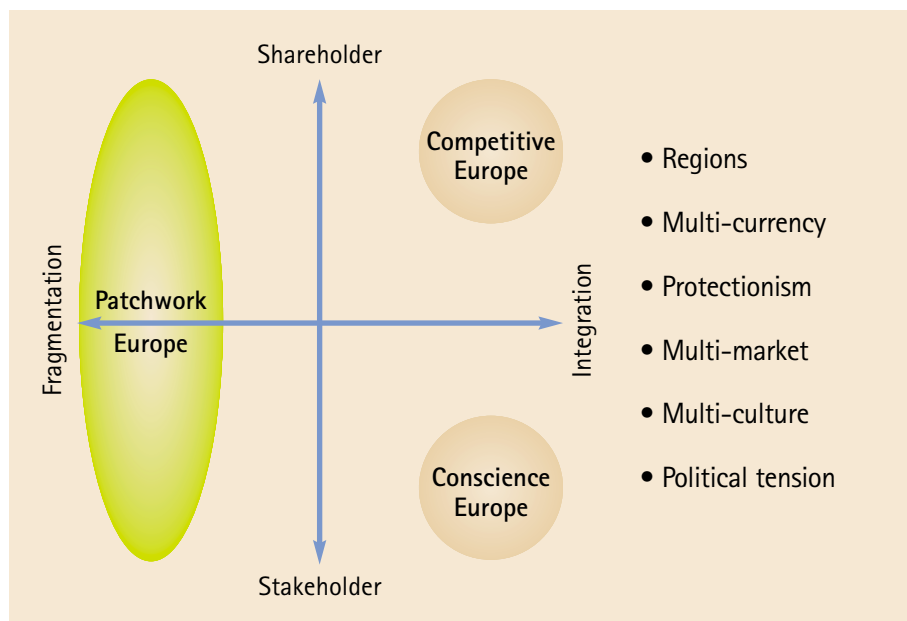 Shareholder
Competitive
Europe
Fragmentation
Patchwork
Europe
Integration
Conscience
Europe
Stakeholder
• Regions
• Multi-currency
• Protectionism
• Multi-market
• Multi-culture
• Political tension